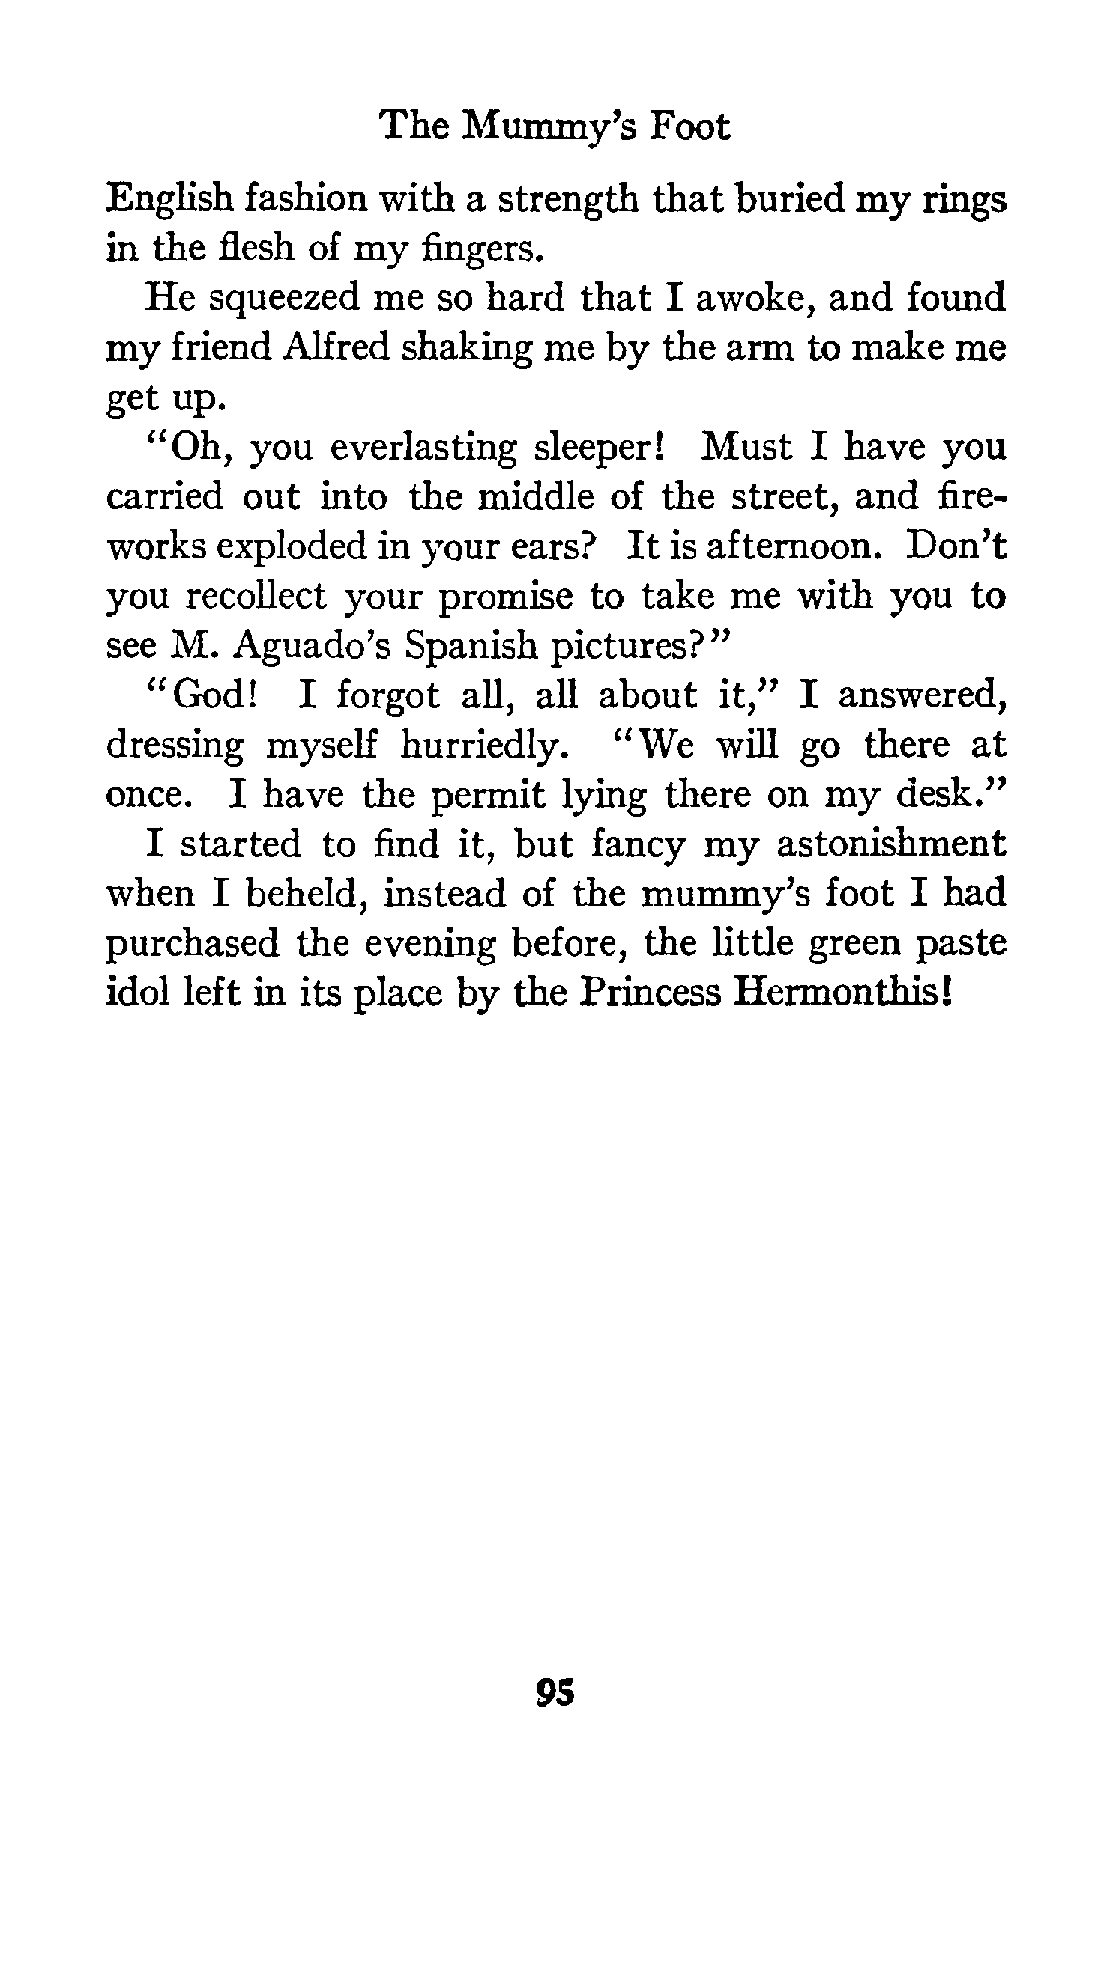 The Mummy's Foot
English fashion with a strength that buried my rings
in the flesh of my fingers.
He squeezed me so hard that I awoke, and found
my friend Alfred shaking me by the arm to make me
get up.
“Oh, you everlasting sleeper! Must I have you
carried out into the middle of the street, and fire-
works exploded in your ears? It is afternoon. Don't
you recollect your promise to take me with you to
see M. Aguado's Spanish pictures?”
“God! I forgot all, all about it,” I answered,
dressing myself hurriedly. “We will go there at
once. I have the permit lying there on my desk.”
I started to find it, but fancy my astonishment
when I beheld, instead of the mummy's foot I had
purchased the evening before, the little green paste
idol left in its place by the Princess Hermonthis!
95